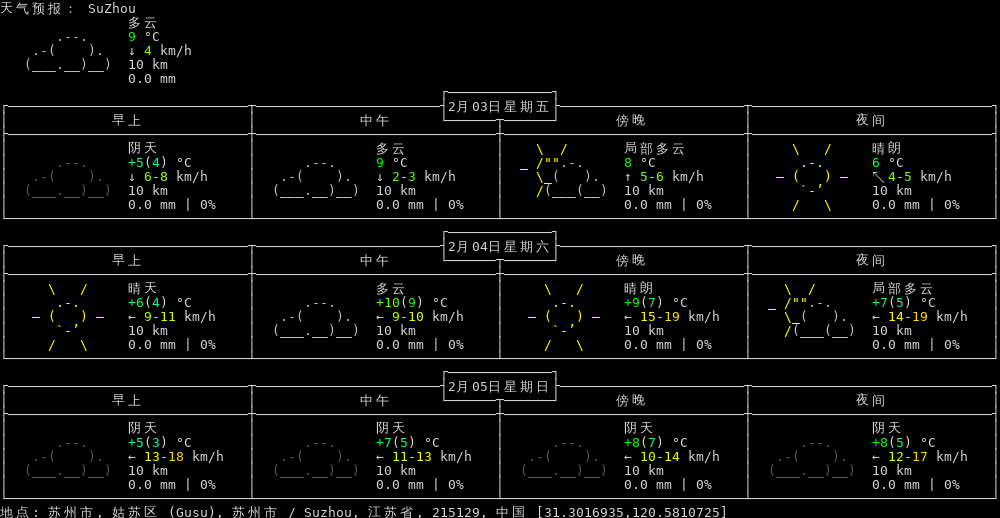 天气预报: SuZhou
多云
9 °C
↓ 4 km/h
10 km
0.0 mm
2月03日星期五
早上 中午 傍晚 夜间
阴天 多云 局部多云 晴朗
+5(4) °C 9 °C 8 °C 6 °C
↓ 6-8 km/h ↓ 2-3 km/h ↑ 5-6 km/h ↖ 4-5 km/h
10 km 10 km 10 km 10 km
0.0 mm | 0% 0.0 mm | 0% 0.0 mm | 0% 0.0 mm | 0%
2月04日星期六
早上 中午 傍晚 夜间
晴天 多云 晴朗 局部多云
+6(4) °C +10(9) °C +9(7) °C +7(5) °C
← 9-11 km/h ← 9-10 km/h ← 15-19 km/h ← 14-19 km/h
10 km 10 km 10 km 10 km
0.0 mm | 0% 0.0 mm | 0% 0.0 mm | 0% 0.0 mm | 0%
2月05日星期日
早上 中午 傍晚 夜间
阴天 阴天 阴天 阴天
+5(3) °C +7(5) °C +8(7) °C +8(5) °C
← 13-18 km/h ← 11-13 km/h ← 10-14 km/h ← 12-17 km/h
10 km 10 km 10 km 10 km
0.0 mm | 0% 0.0 mm | 0% 0.0 mm | 0% 0.0 mm | 0%
地点: 苏州市, 姑苏区 (Gusu), 苏州市 / Suzhou, 江苏省, 215129, 中国 [31.3016935,120.5810725]